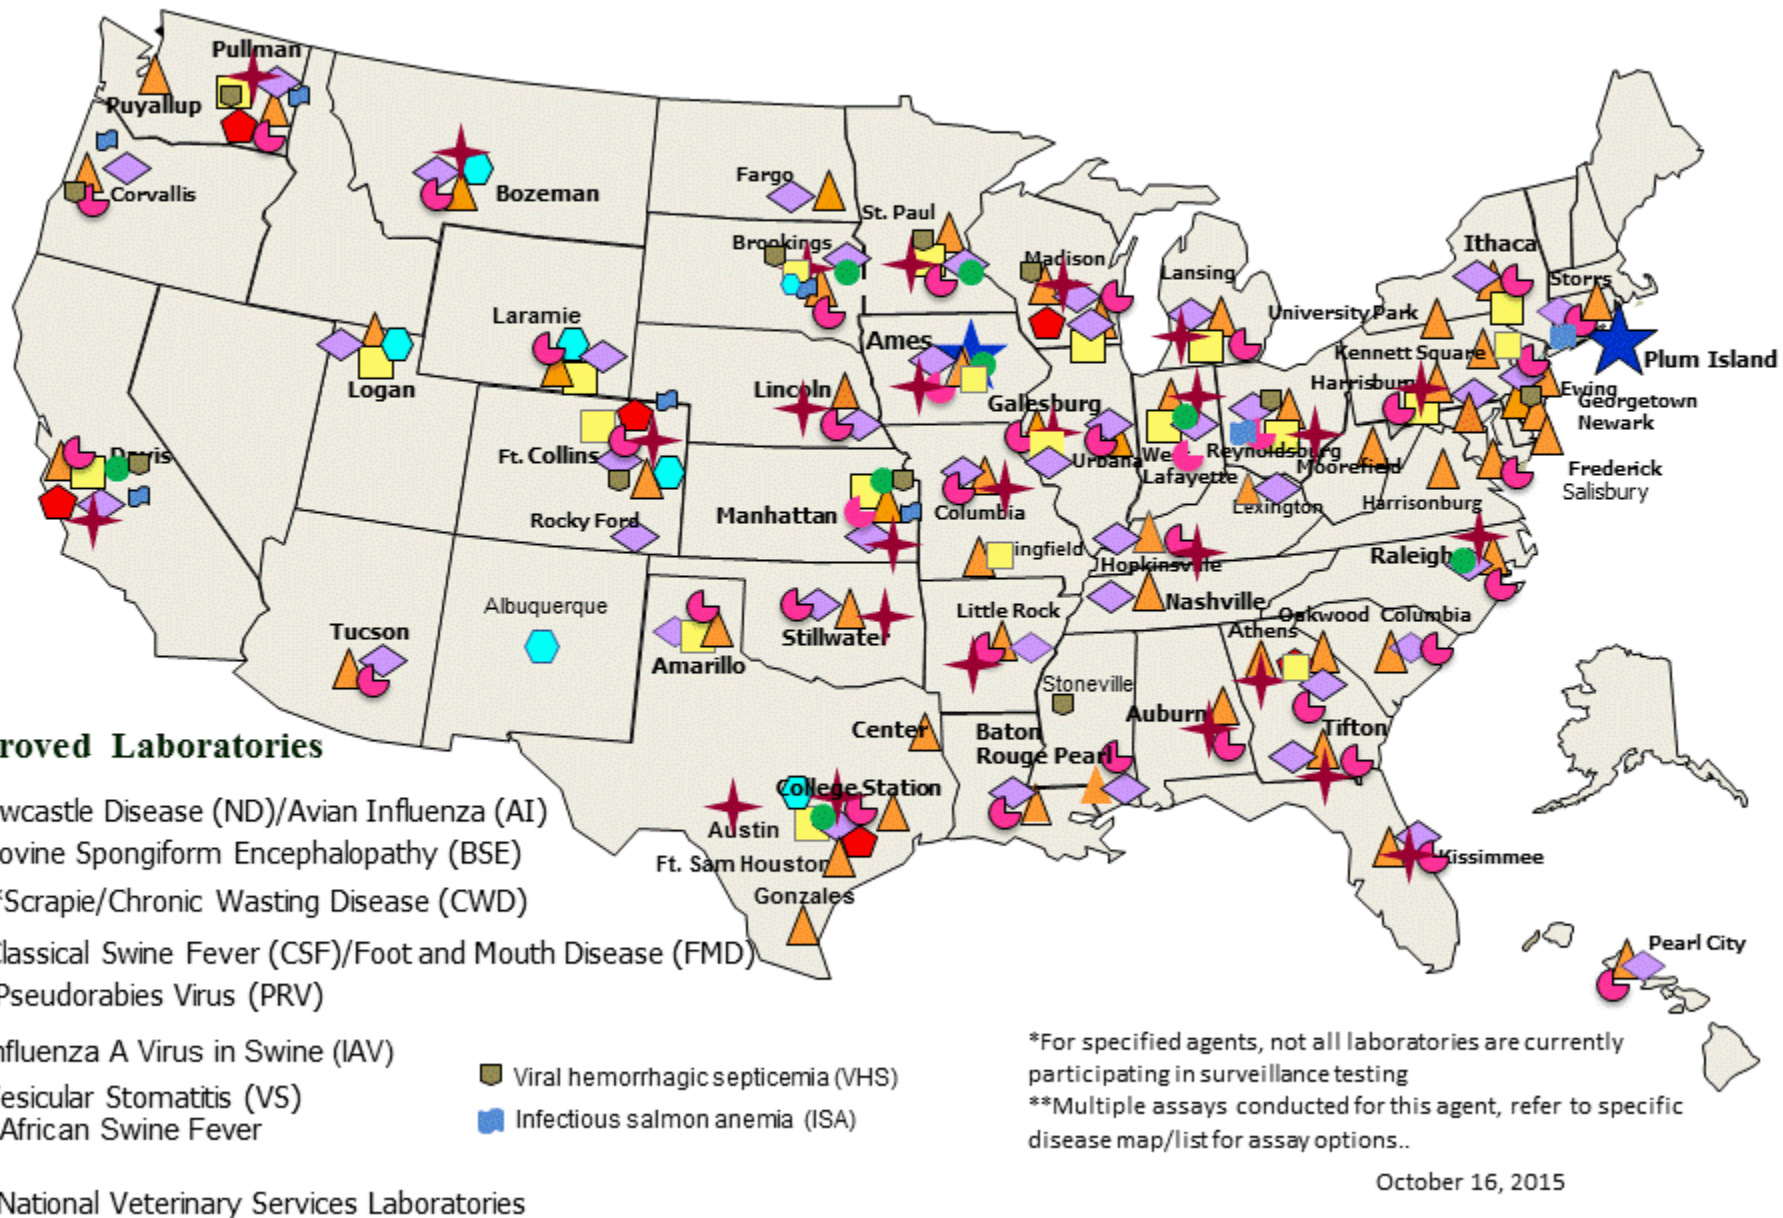 Pullman
Puyallup
Corvallis
Bozeman
Fargo
St. Paul
Brookings
Madison
Lansing
Ithaca
Storrs
University Park
Laramie
Logan
Ames
Lincoln
Galesburg
Kennett Square
Harrisburg
Plum Island
Ewing
Georgetown
Newark
Davis
Ft. Collins
Urbana
West
Lafayette
Reynoldsburg
Moorefield
Frederick
Salisbury
Rocky Ford
Manhattan
Columbia
Lexington
Harrisonburg
ingfield
Hopkinsville
Raleigh
Albuquerque
Little Rock
Nashville
Oakwood
Columbia
Tucson
Amarillo
Stillwater
Athens
Stoneville
Center
Baton
Rouge
Pearl
Auburn
Tifton
College Station
Austin
Ft. Sam Houston
Gonzales
Kissimmee
Pearl City
roved Laboratories
wcastle Disease (ND)/Avian Influenza (AI)
ovine Spongiform Encephalopathy (BSE)
*Scrapie/Chronic Wasting Disease (CWD)
lassical Swine Fever (CSF)/Foot and Mouth Disease (FMD)
Pseudorabies Virus (PRV)
nfluenza A Virus in Swine (IAV)
esicular Stomatitis (VS)
African Swine Fever
National Veterinary Services Laboratories
Viral hemorrhagic septicemia (VHS)
Infectious salmon anemia (ISA)
*For specified agents, not all laboratories are currently
participating in surveillance testing
**Multiple assays conducted for this agent, refer to specific
disease map/list for assay options..
October 16, 2015